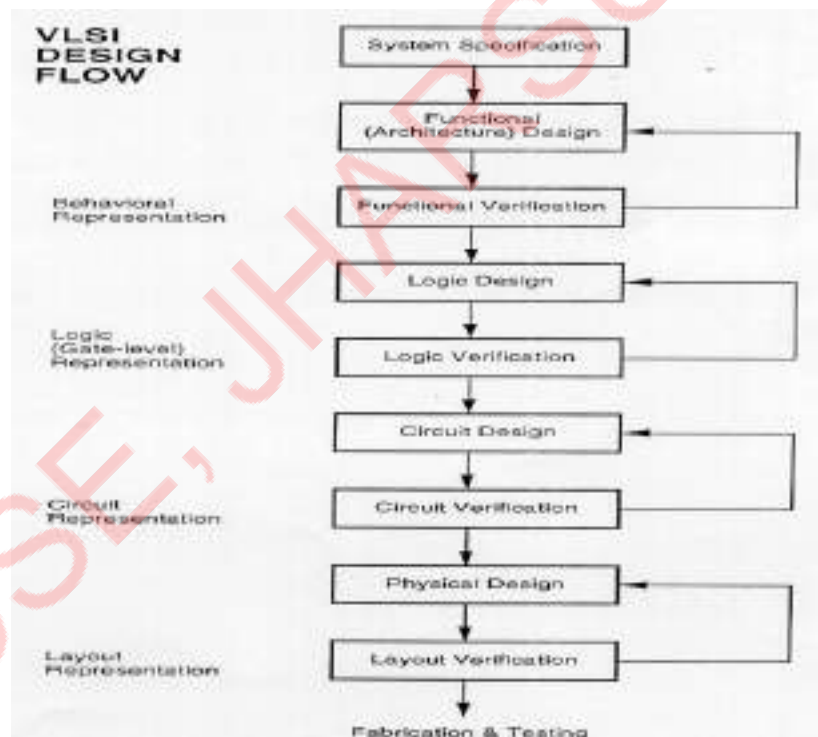 VLSI
DESIGN
FLOW
System Specification
Functional
(Architecture) Design
Behavioral
Representation
Functional Verification
Logic Design
Logic
(Gate-level)
Representation
Logic Verification
Circuit Design
Circuit
Representation
Circuit Verification
Physical Design
Layout
Representation
Layout Verification
Fabrication & Testing